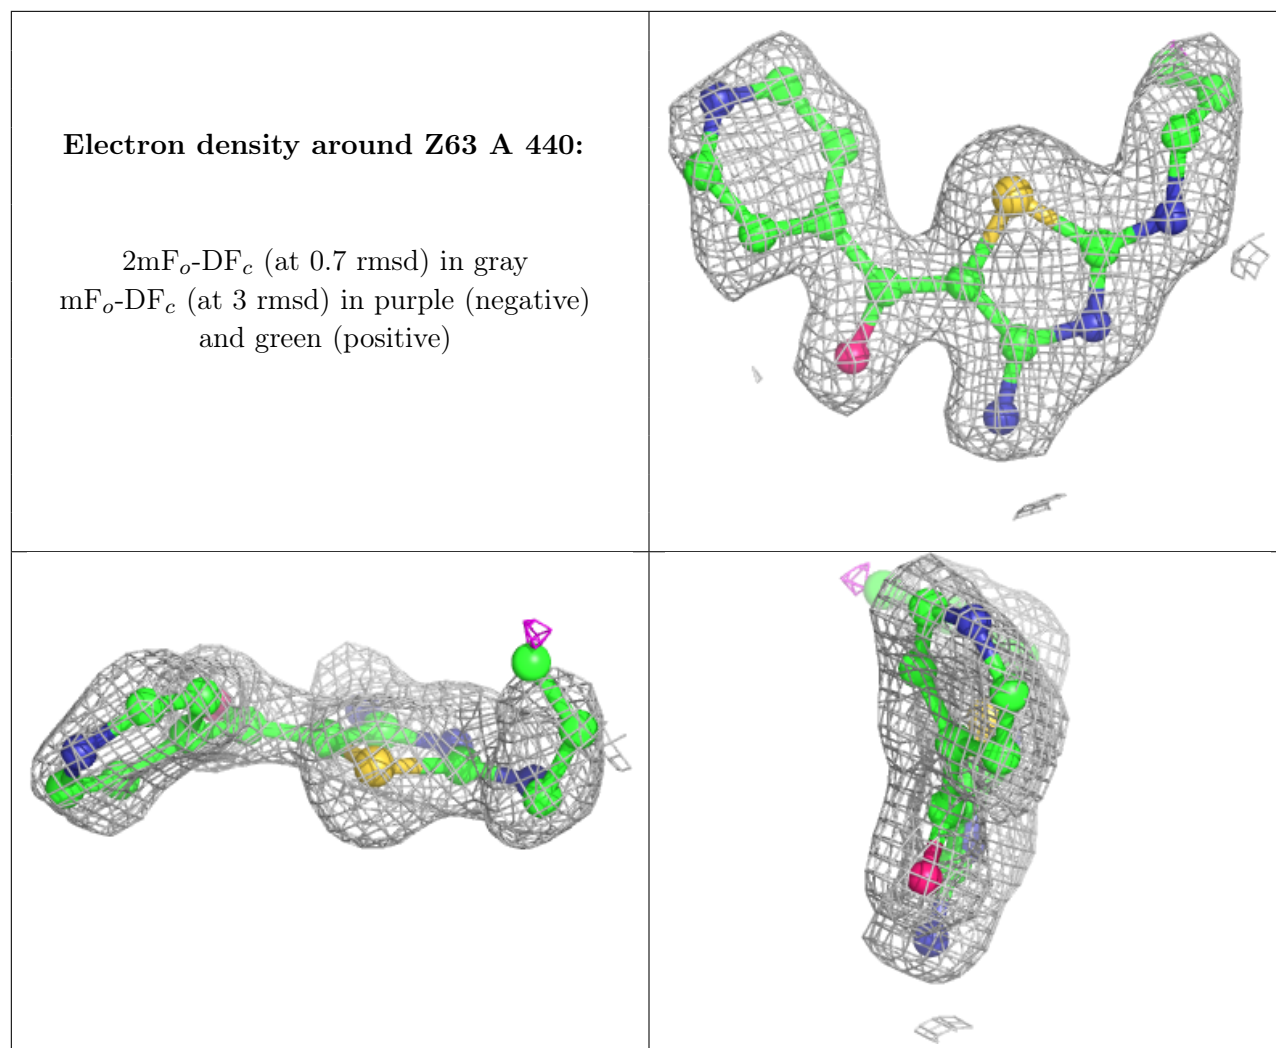 Electron density around Z63 A 440:
2mFo-DFc (at 0.7 rmsd) in gray
mFo-DFc (at 3 rmsd) in purple (negative)
and green (positive)